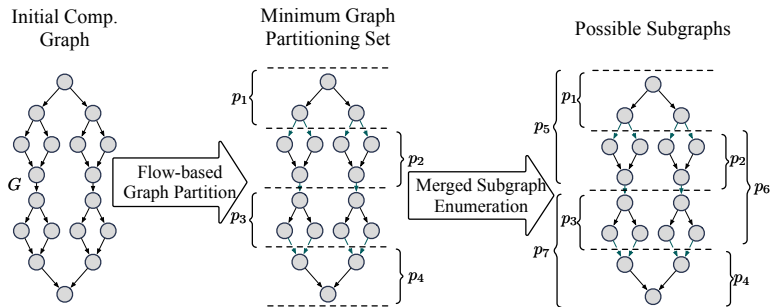 Initial Comp.
Graph
Minimum Graph
Partitioning Set
Possible Subgraphs
G
Flow-based
Graph Partition
p1
p2
p3
p4
Merged Subgraph
Enumeration
p1
p5
p2
p6
p3
p7
p4